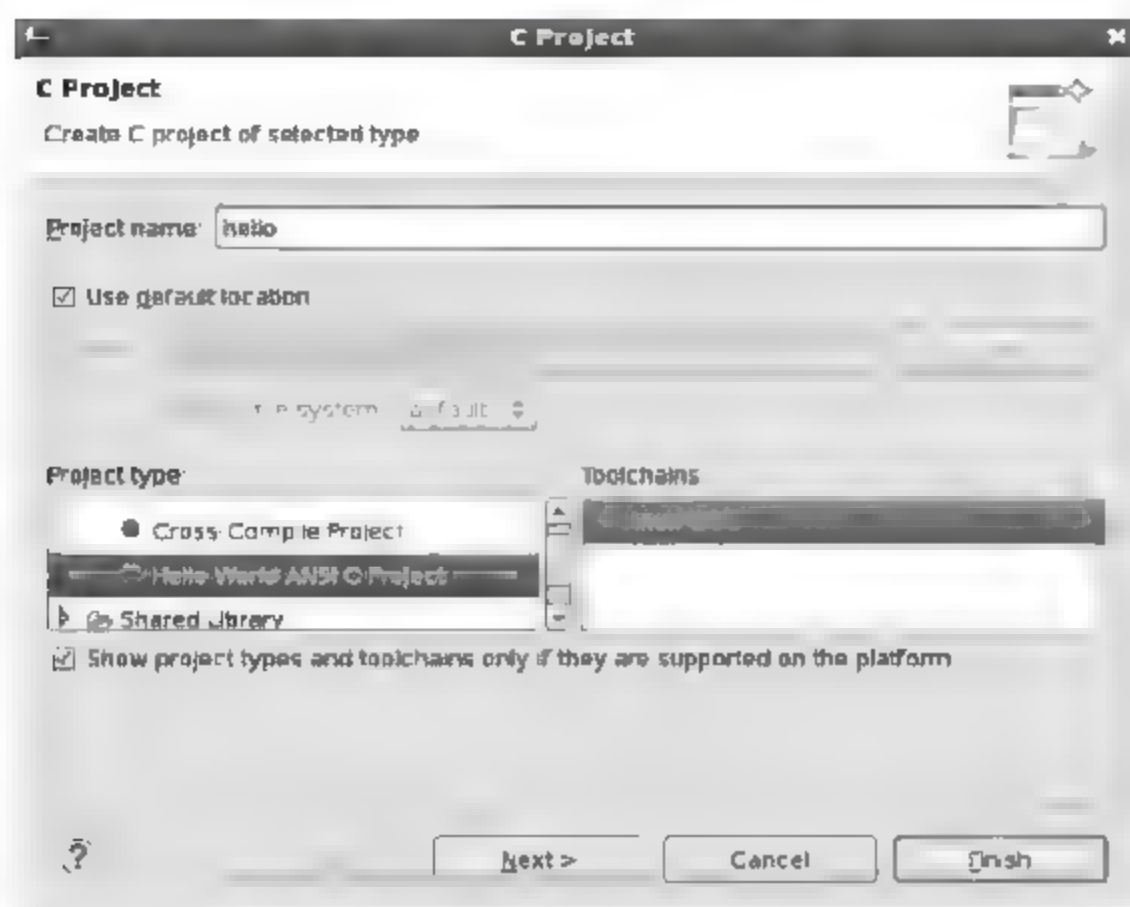 C Project
C Project
Create C project of selected type
Project name: hello
Use default location
system: default
Project type:
Toolchains
Cross-Compile Project
Hello World ANSI C Project
Shared Library
Show project types and toolchains only if they are supported on the platform
?
Next >
Cancel
Finish